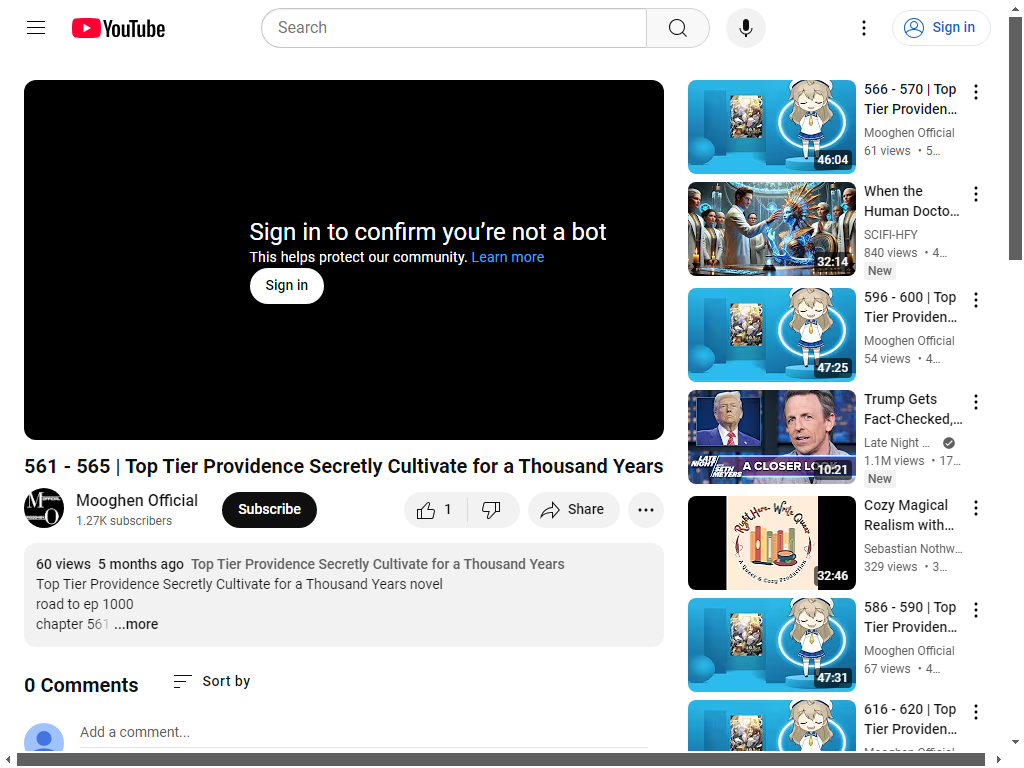 YouTube
Search
Sign in
Sign in to confirm you’re not a bot
This helps protect our community. Learn more
Sign in
561 - 565 | Top Tier Providence Secretly Cultivate for a Thousand Years
Mooghen Official
1.27K subscribers
Subscribe
1
Share
60 views 5 months ago Top Tier Providence Secretly Cultivate for a Thousand Years
Top Tier Providence Secretly Cultivate for a Thousand Years novel
road to ep 1000
chapter 561 ...more
0 Comments
Sort by
Add a comment...
46:04
566 - 570 | Top
Tier Providen...
Mooghen Official
61 views • 5...
32:14
When the
Human Docto...
SCIFI-HFY
840 views • 4...
New
47:25
596 - 600 | Top
Tier Providen...
Mooghen Official
54 views • 4...
LATE
NIGHT
SETH
MEYERS
A CLOSER LO
10:21
Trump Gets
Fact-Checked,...
Late Night ...
1.1M views • 17...
New
Right Here, Write Queer
A Queer & Cozy Production
32:46
Cozy Magical
Realism with...
Sebastian Nothw...
329 views • 3...
47:31
586 - 590 | Top
Tier Providen...
Mooghen Official
67 views • 4...
616 - 620 | Top
Tier Providen...
Mooghen Official